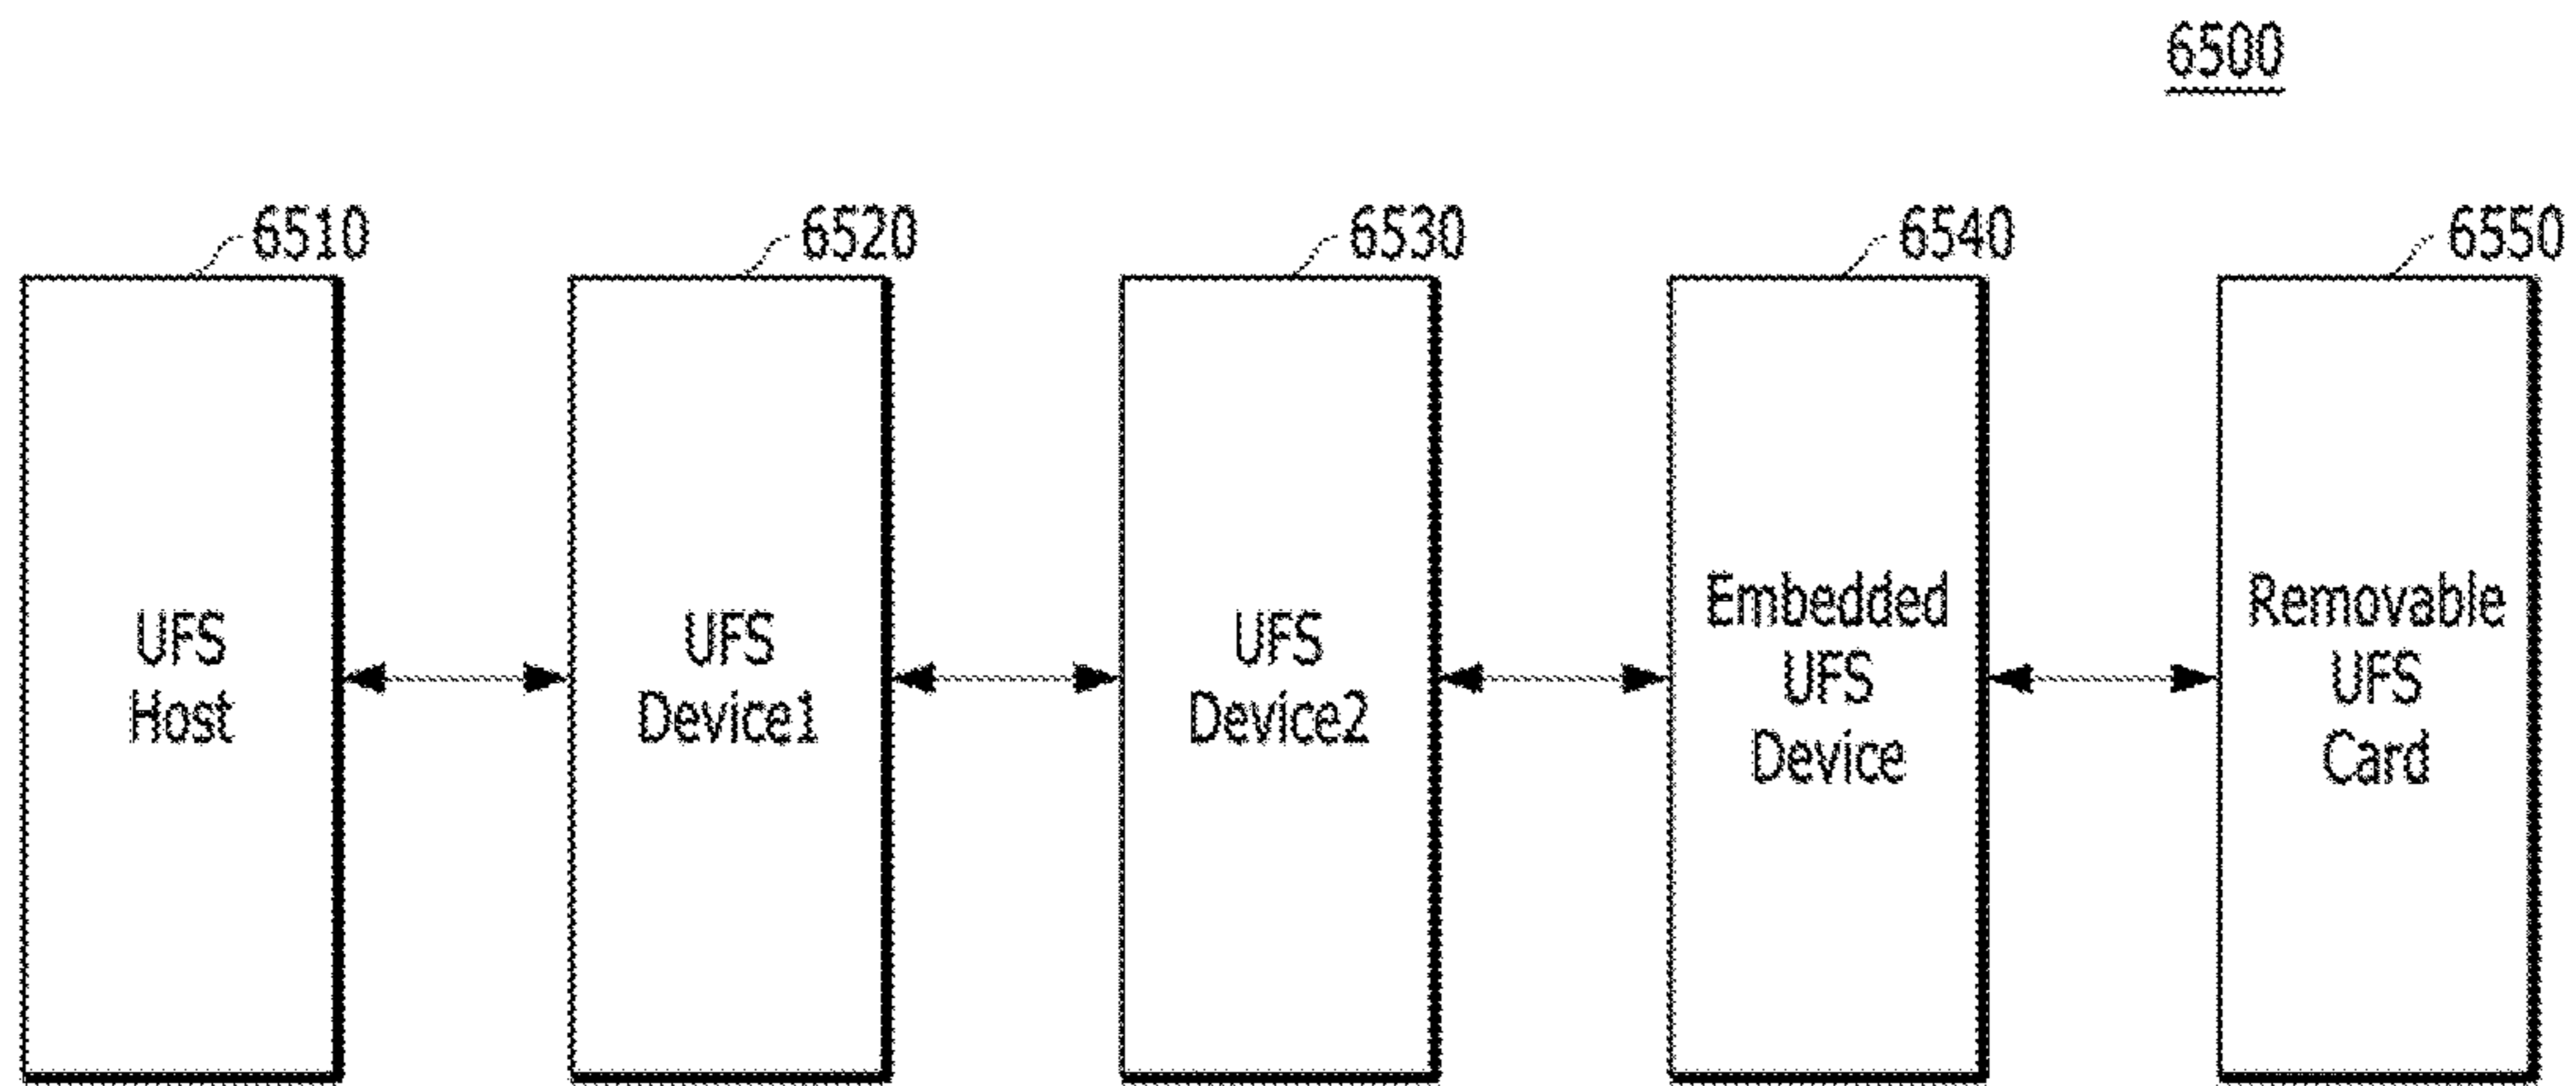 6500
6510
6520
6530
6540
6550
UFS
Host
UFS
Device1
UFS
Device2
Embedded
UFS
Device
Removable
UFS
Card